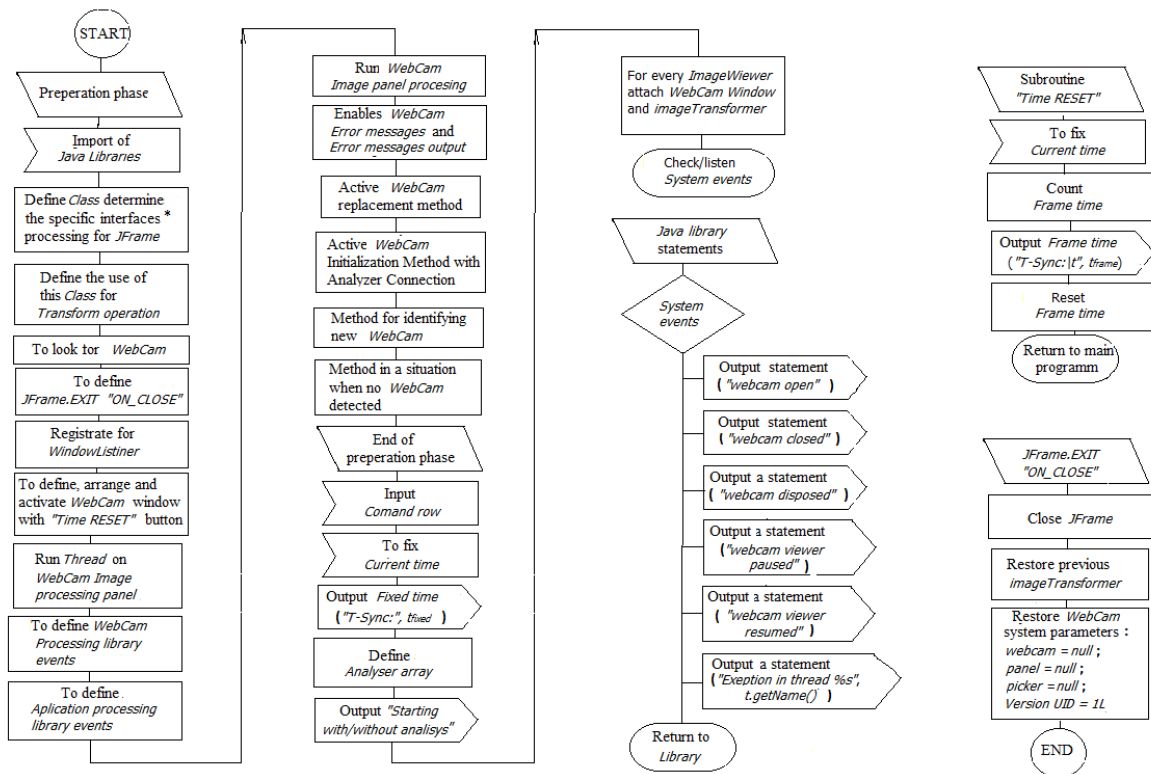 START
Preperation phase
Import of
Java Libraries
Define Class determine
the specific interfaces *
processing for JFrame
Define the use of
this Class for
Transform operation
To look for WebCam
To define
JFrame.EXIT "ON_CLOSE"
Registrate for
WindowListiner
To define, arrange and
activate WebCam window
with "Time RESET" button
Run Thread on
WebCam Image
processing panel
To define WebCam
Processing library
events
To define
Aplication processing
library events
Run WebCam
Image panel procesing
Enables WebCam
Error messages and
Error messages output
Active WebCam
replacement method
Active WebCam
Initialization Method with
Analyzer Connection
Method for identifying
new WebCam
Method in a situation
when no WebCam
detected
End of
preperation phase
Input
Comand row
To fix
Current time
Output Fixed time
("T-Sync:", tfixed )
Define
Analyser array
Output "Starting
with/without analisys"
For every ImageWiewer
attach WebCam Window
and imageTransformer
Check/listen
System events
Java library
statements
System
events
Output statement
( "webcam open" )
Output statement
( "webcam closed" )
Output a statement
( "webcam disposed" )
Output a statement
( "webcam viewer
paused" )
Output a statement
( "webcam viewer
resumed" )
Output a statement
("Exeption in thread %s",
t.getName() )
Return to
Library
Subroutine
"Time RESET"
To fix
Current time
Count
Frame time
Output Frame time
("T-Sync:|t", tframe)
Reset
Frame time
Return to main
programm
JFrame.EXIT
"ON_CLOSE"
Close JFrame
Restore previous
imageTransformer
Restore WebCam
system parameters :
webcam = null ;
panel = null ;
picker = null ;
Version UID = 1L
END